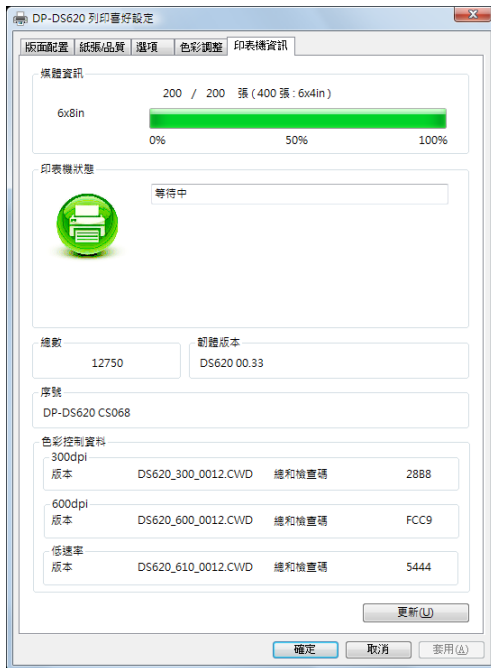 DP-DS620 列印喜好設定
版面配置 紙張/品質 選項 色彩調整 印表機資訊
媒體資訊
200 / 200 張 ( 400 張 : 6x4in )
6x8in
0% 50% 100%
印表機狀態
等待中
總數 韌體版本
12750 DS620 00.33
序號
DP-DS620 CS068
色彩控制資料
300dpi
版本 DS620_300_0012.CWD 總和檢查碼 28B8
600dpi
版本 DS620_600_0012.CWD 總和檢查碼 FCC9
低速率
版本 DS620_610_0012.CWD 總和檢查碼 5444
更新(U)
確定 取消 套用(A)